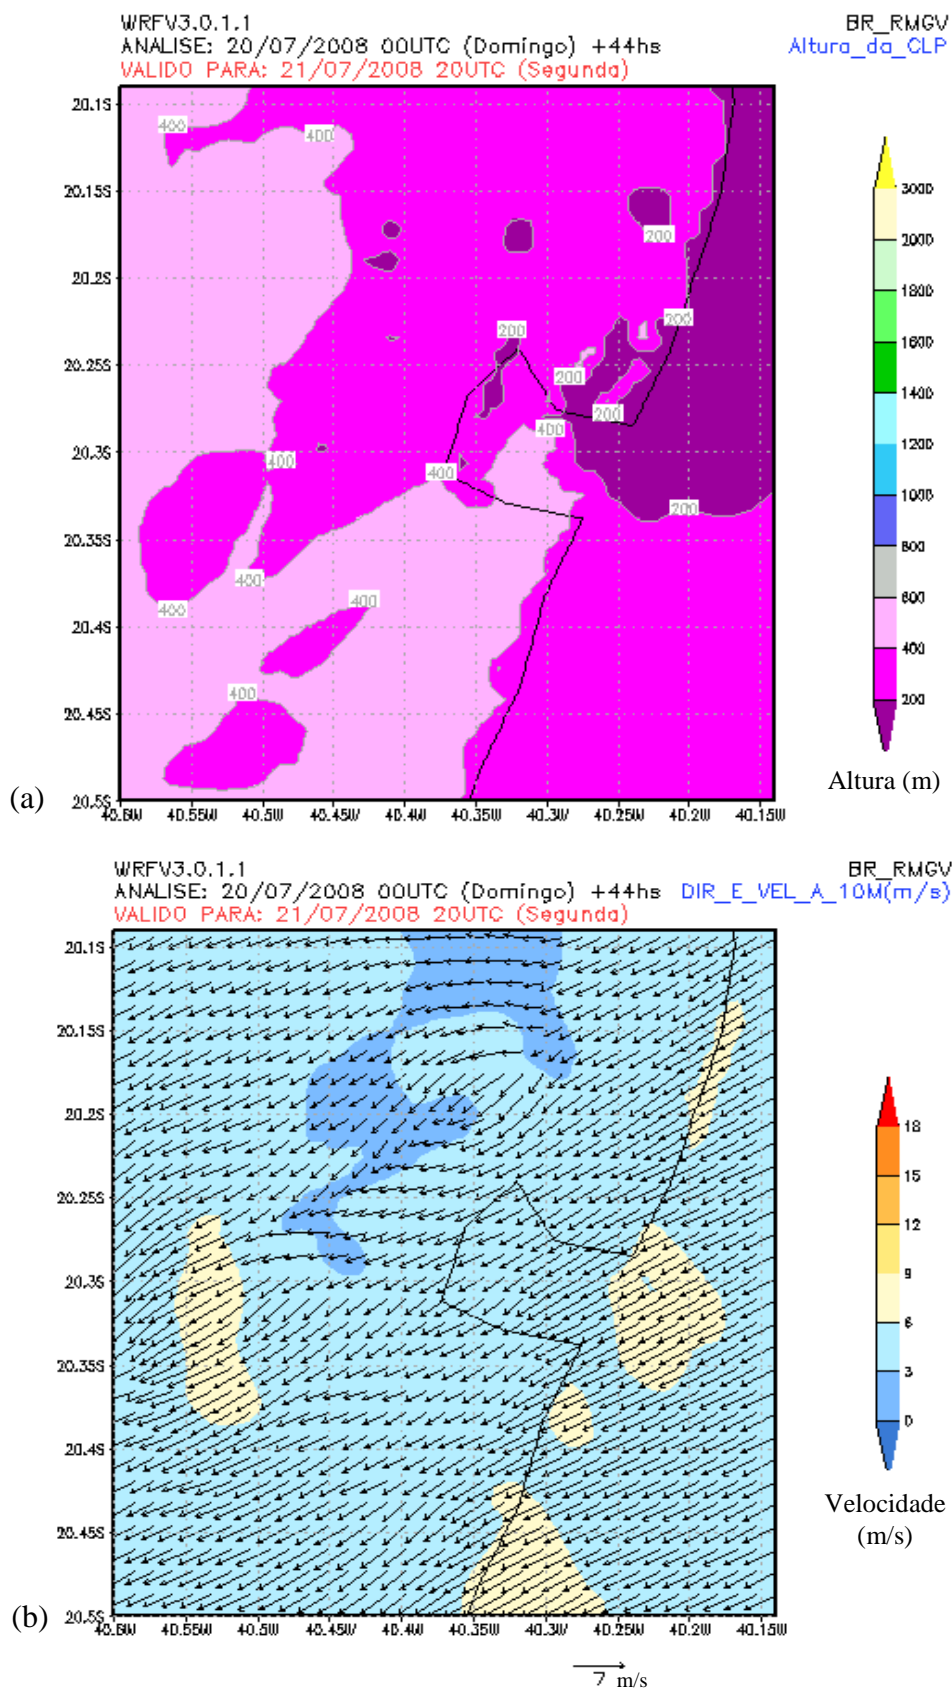 WRFV3.0.1.1 BR_RMGV
ANALISE: 20/07/2008 00UTC (Domingo) +44hs Altura_da_CLP
VALIDO PARA: 21/07/2008 20UTC (Segunda)
20.1S
20.15S
20.2S
20.25S
20.3S
20.35S
20.4S
20.45S
20.5S
40.6W 40.55W 40.5W 40.45W 40.4W 40.35W 40.3W 40.25W 40.2W 40.15W
400
400
200
200
200
200
200
400
400
400
200
400
400
400
400
3000
2000
1800
1600
1400
1200
1000
800
600
400
200
Altura (m)
(a)
WRFV3.0.1.1 BR_RMGV
ANALISE: 20/07/2008 00UTC (Domingo) +44hs DIR_E_VEL_A_10M(m/s)
VALIDO PARA: 21/07/2008 20UTC (Segunda)
20.1S
20.15S
20.2S
20.25S
20.3S
20.35S
20.4S
20.45S
20.5S
40.6W 40.55W 40.5W 40.45W 40.4W 40.35W 40.3W 40.25W 40.2W 40.15W
18
15
12
9
6
3
0
Velocidade
(m/s)
(b)
7 m/s